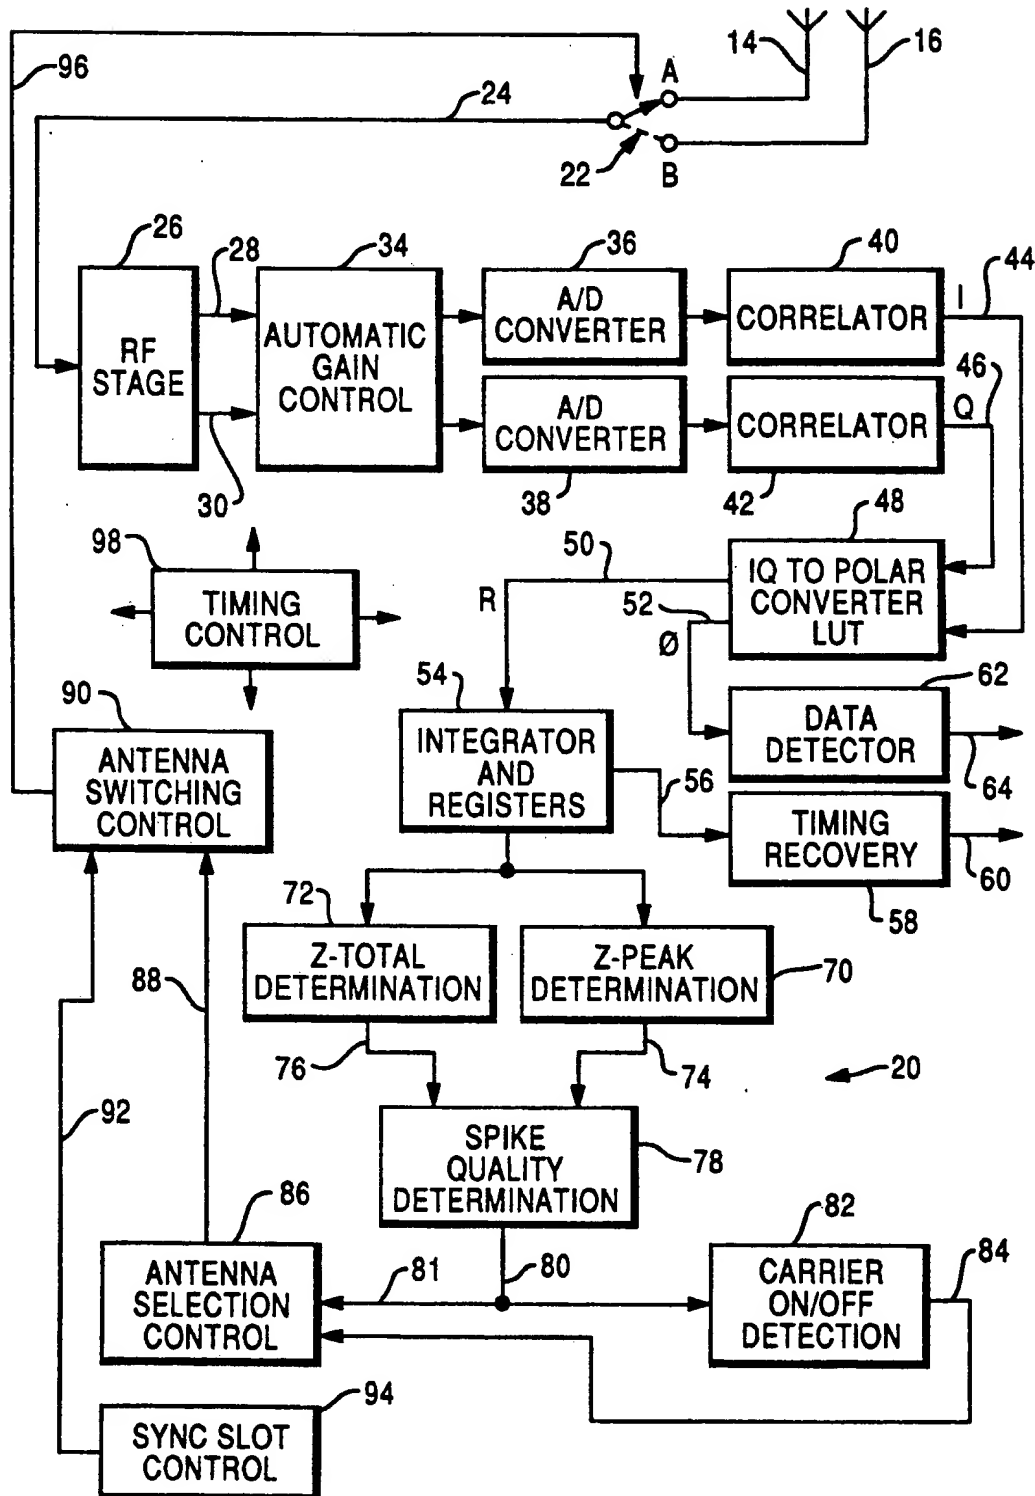 14
16
96
24
A
22
B
26
28
34
36
40
44
I
RF
STAGE
AUTOMATIC
GAIN
CONTROL
A/D
CONVERTER
CORRELATOR
46
Q
A/D
CONVERTER
CORRELATOR
30
38
42
48
98
TIMING
CONTROL
50
R
52
Ø
IQ TO POLAR
CONVERTER
LUT
54
62
90
INTEGRATOR
AND
REGISTERS
DATA
DETECTOR
64
ANTENNA
SWITCHING
CONTROL
56
TIMING
RECOVERY
60
58
72
Z-TOTAL
DETERMINATION
Z-PEAK
DETERMINATION
70
88
76
74
20
92
SPIKE
QUALITY
DETERMINATION
78
86
82
ANTENNA
SELECTION
CONTROL
81
80
CARRIER
ON/OFF
DETECTION
84
94
SYNC SLOT
CONTROL